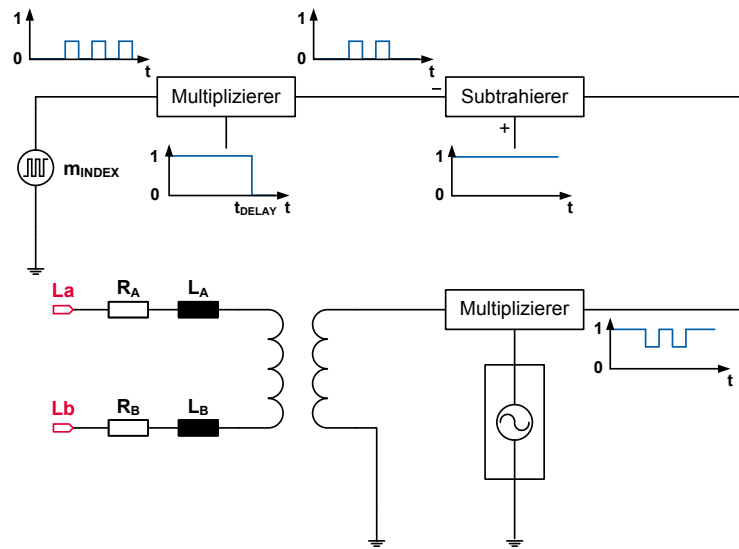 1
0
t
1
0
t
Multiplizierer
–
Subtrahierer
+
m_INDEX
1
0
t_DELAY t
1
0
t
La
R_A
L_A
Multiplizierer
1
0
t
Lb
R_B
L_B